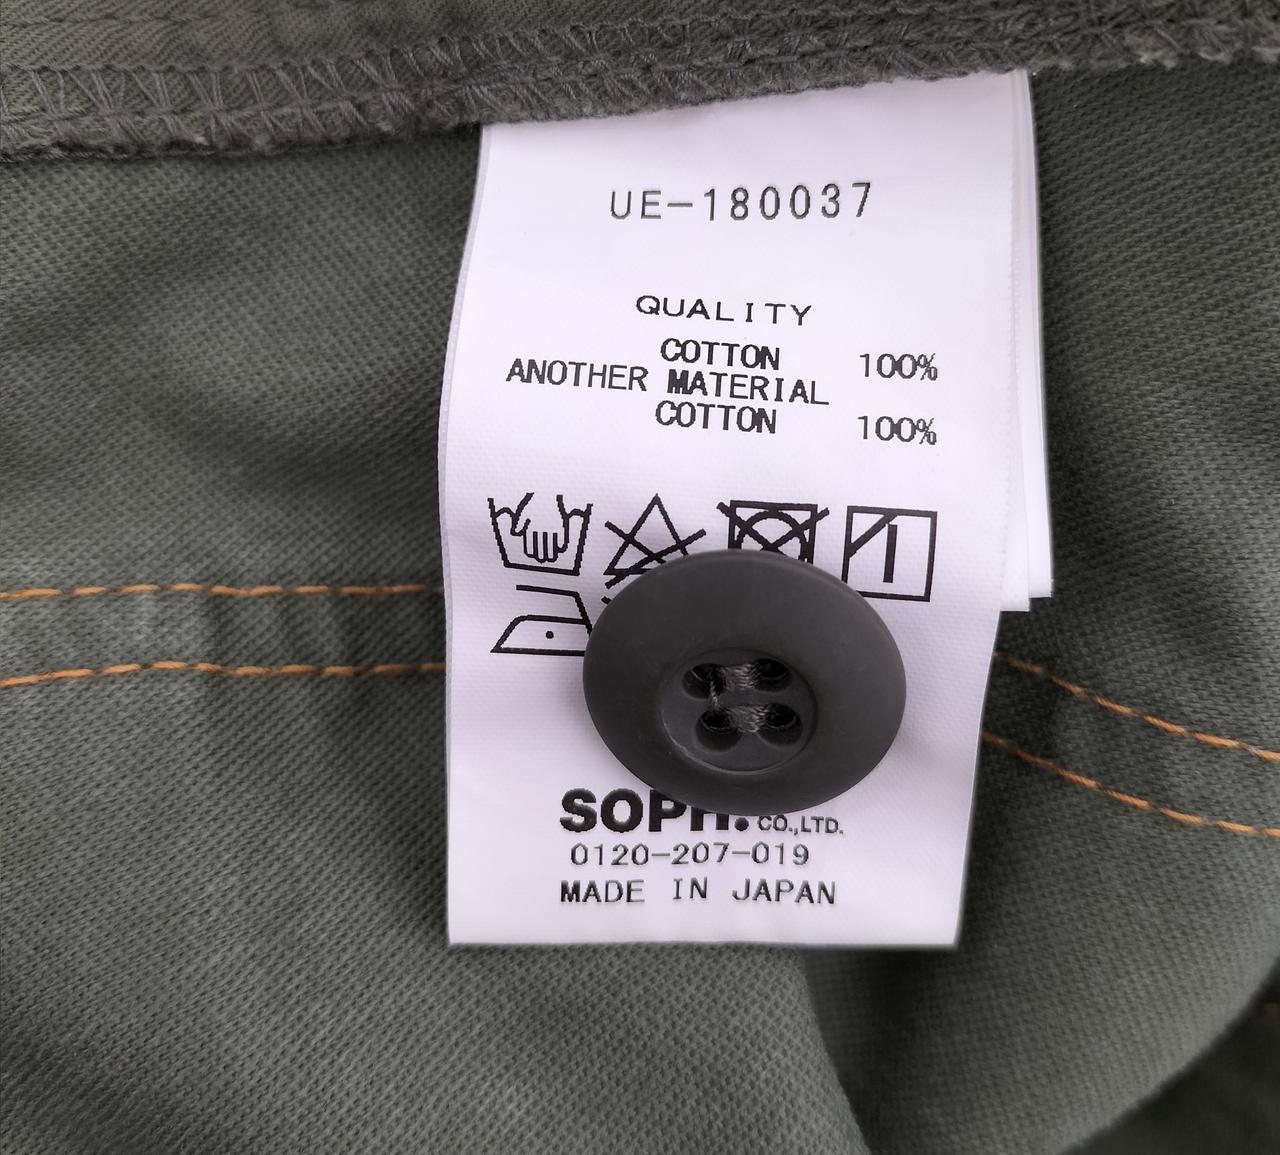 UE-180037
QUALITY
COTTON 100%
ANOTHER MATERIAL
COTTON 100%
SOPH. CO.,LTD.
0120-207-019
MADE IN JAPAN